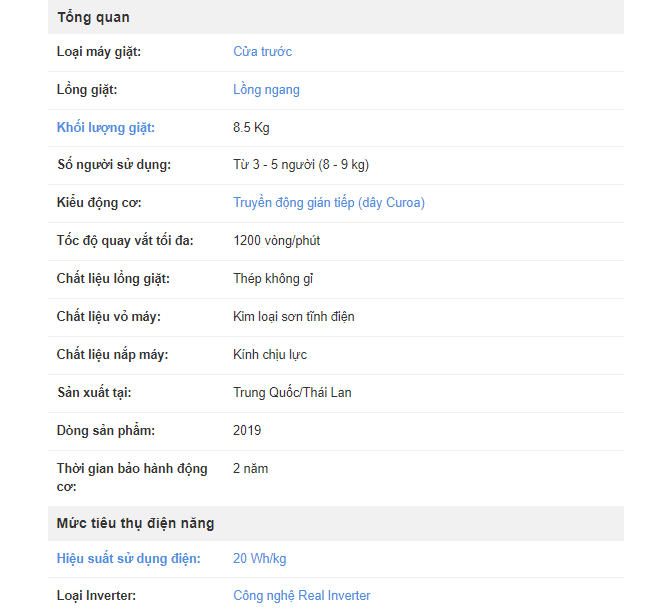 Tổng quan
Loại máy giặt: Cửa trước
Lồng giặt: Lồng ngang
Khối lượng giặt: 8.5 Kg
Số người sử dụng: Từ 3 - 5 người (8 - 9 kg)
Kiểu động cơ: Truyền động gián tiếp (dây Curoa)
Tốc độ quay vắt tối đa: 1200 vòng/phút
Chất liệu lồng giặt: Thép không gỉ
Chất liệu vỏ máy: Kim loại sơn tĩnh điện
Chất liệu nắp máy: Kính chịu lực
Sản xuất tại: Trung Quốc/Thái Lan
Dòng sản phẩm: 2019
Thời gian bảo hành động 2 năm
cơ:
Mức tiêu thụ điện năng
Hiệu suất sử dụng điện: 20 Wh/kg
Loại Inverter: Công nghệ Real Inverter